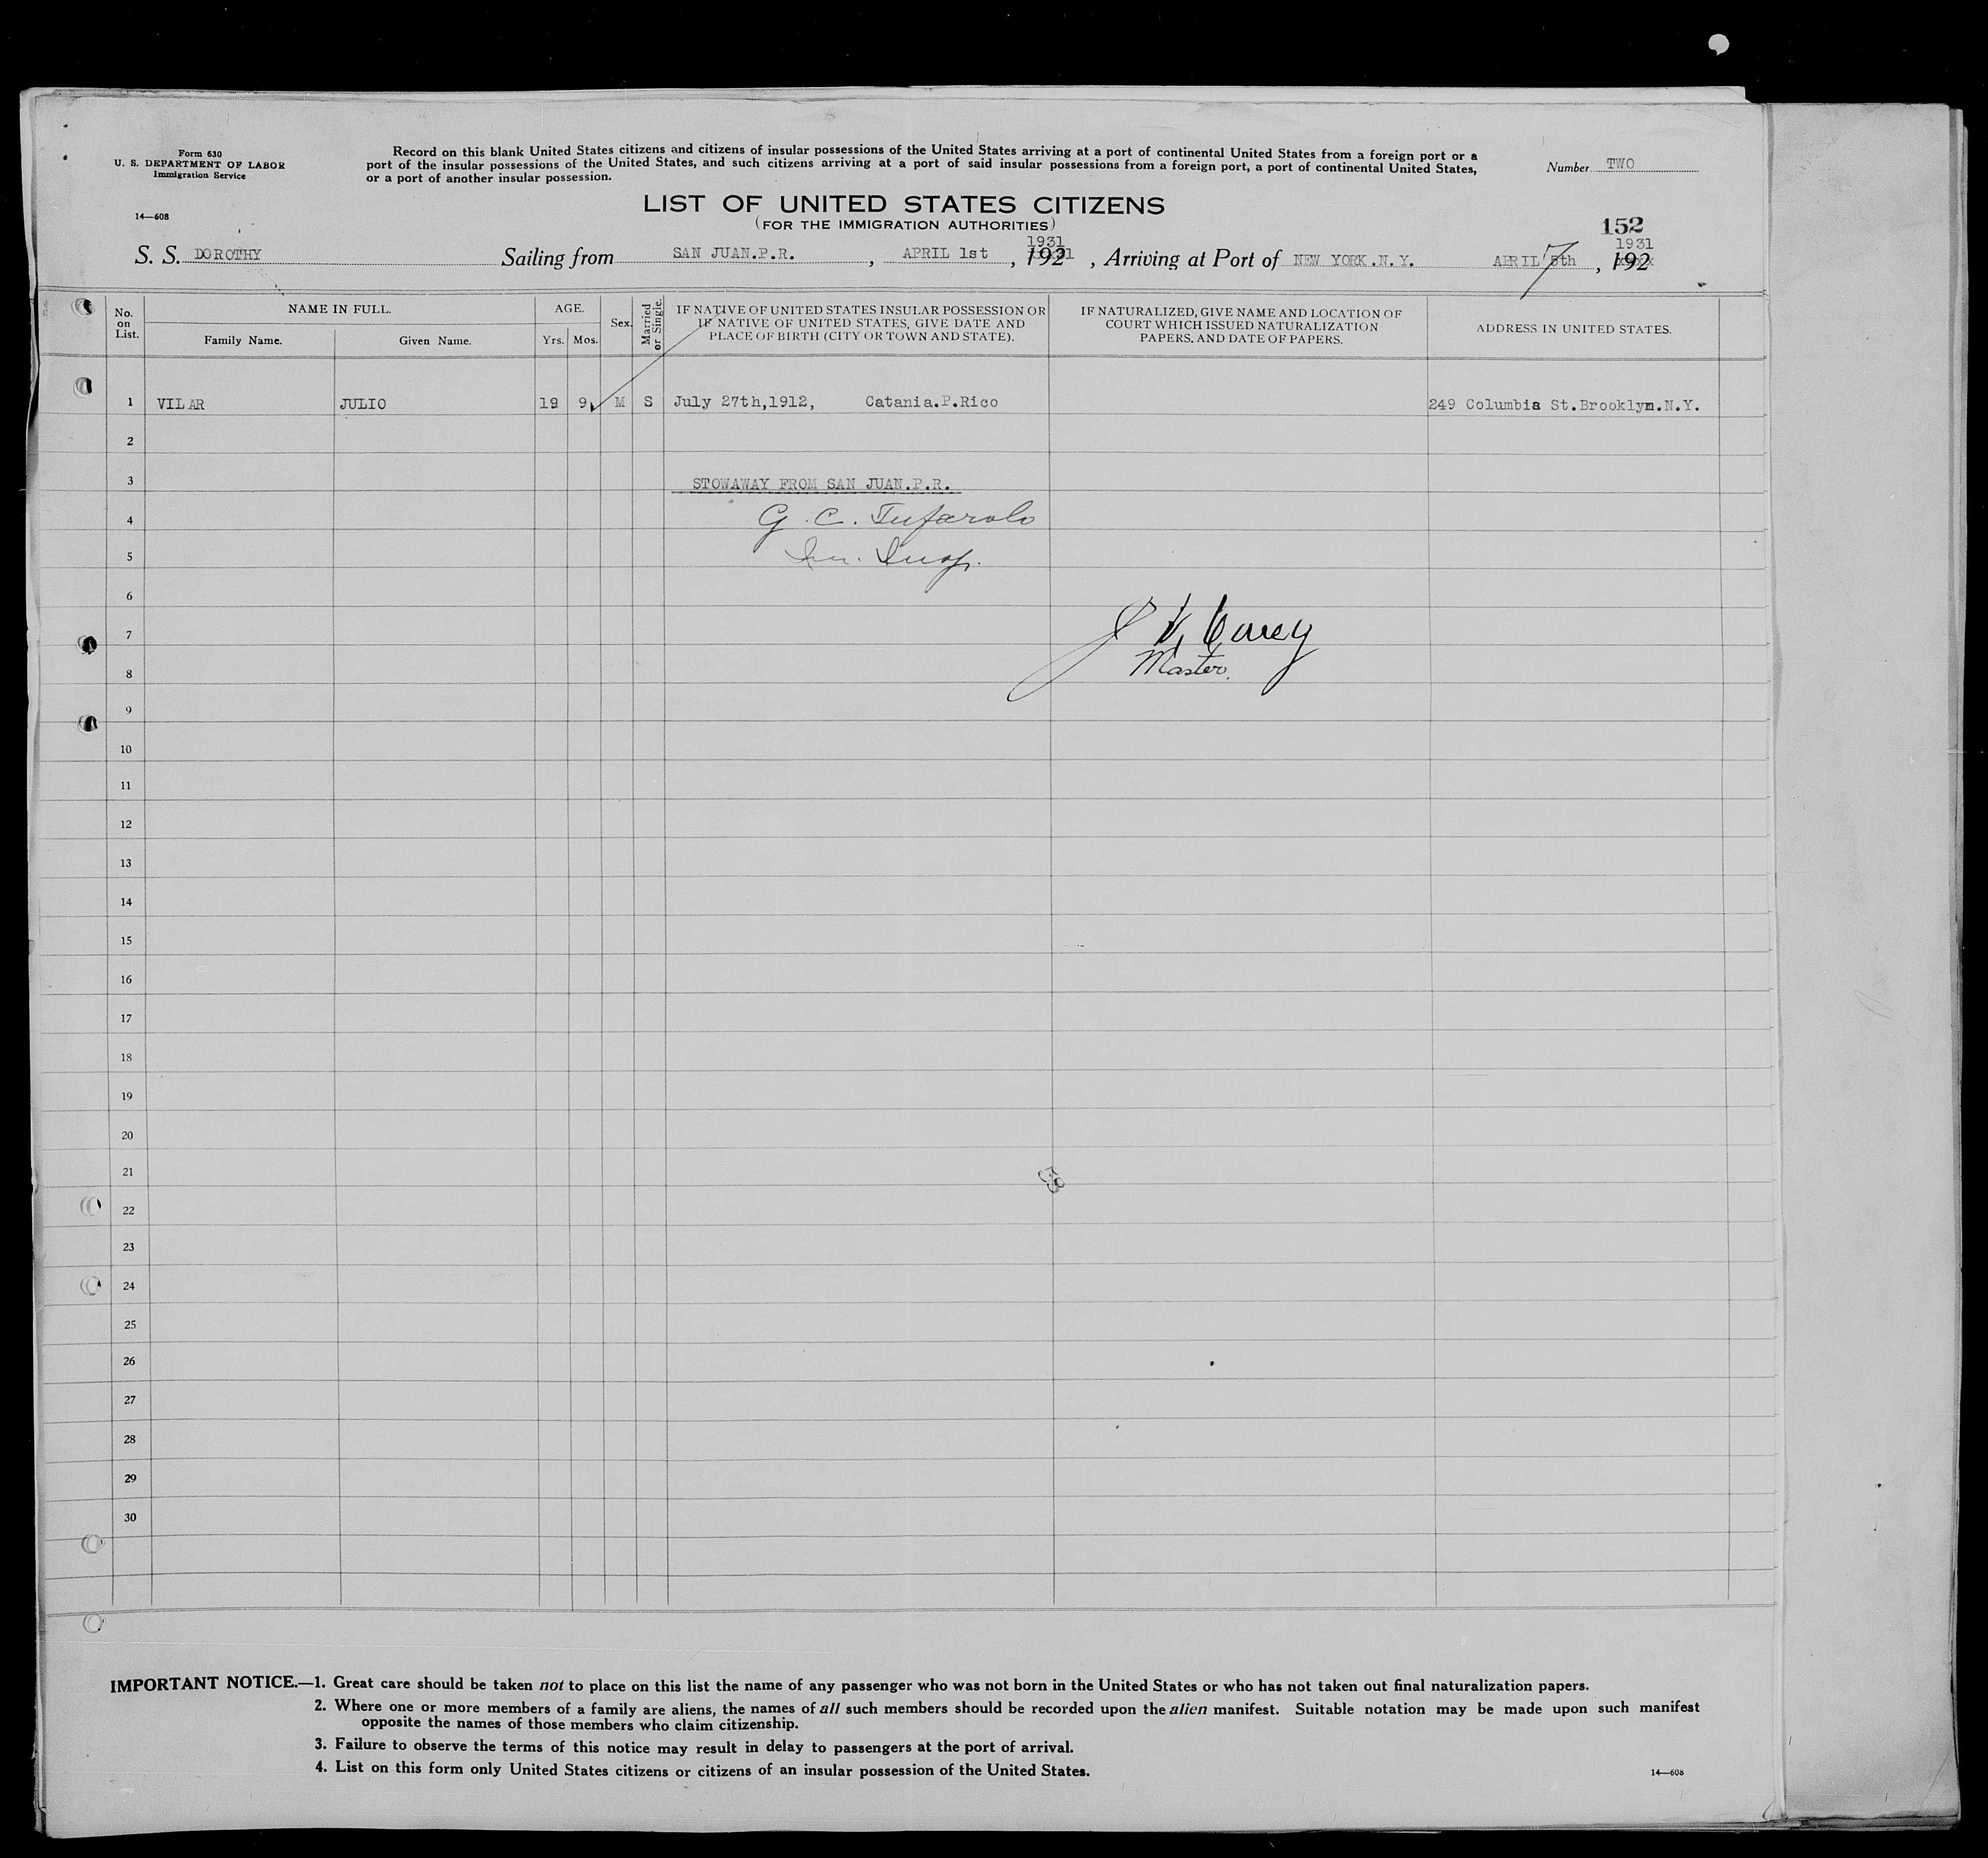 Form 630
U. S. DEPARTMENT OF LABOR
Immigration Service
14—608
Record on this blank United States citizens and citizens of insular possessions of the United States arriving at a port of continental United States from a foreign port or a
port of the insular possessions of the United States, and such citizens arriving at a port of said insular possessions from a foreign port, a port of continental United States,
or a port of another insular possession.
Number TWO
LIST OF UNITED STATES CITIZENS
(FOR THE IMMIGRATION AUTHORITIES)
152
S. S. DOROTHY Sailing from SAN JUAN.P.R. , APRIL 1st , 1931 192 , Arriving at Port of NEW YORK.N.Y. APRIL 7 5th , 1931 192
No. on List. NAME IN FULL. AGE. Sex. Married or Single. IF NATIVE OF UNITED STATES INSULAR POSSESSION OR
IF NATIVE OF UNITED STATES, GIVE DATE AND
PLACE OF BIRTH (CITY OR TOWN AND STATE).
IF NATURALIZED, GIVE NAME AND LOCATION OF
COURT WHICH ISSUED NATURALIZATION
PAPERS, AND DATE OF PAPERS.
ADDRESS IN UNITED STATES.
Family Name. Given Name. Yrs. Mos.
1 VILAR JULIO 19 9 M S July 27th,1912, Catania.P.Rico 249 Columbia St.Brooklyn.N.Y.
2
3 STOWAWAY FROM SAN JUAN.P.R.
4 G. C. Tufarolo
5 Im. Insp.
6
7 J V. Carey
8 Master.
9
10
11
12
13
14
15
16
17
18
19
20
21
22
23
24
25
26
27
28
29
30
IMPORTANT NOTICE.—1. Great care should be taken not to place on this list the name of any passenger who was not born in the United States or who has not taken out final naturalization papers.
2. Where one or more members of a family are aliens, the names of all such members should be recorded upon the alien manifest. Suitable notation may be made upon such manifest
opposite the names of those members who claim citizenship.
3. Failure to observe the terms of this notice may result in delay to passengers at the port of arrival.
4. List on this form only United States citizens or citizens of an insular possession of the United States.
14—608